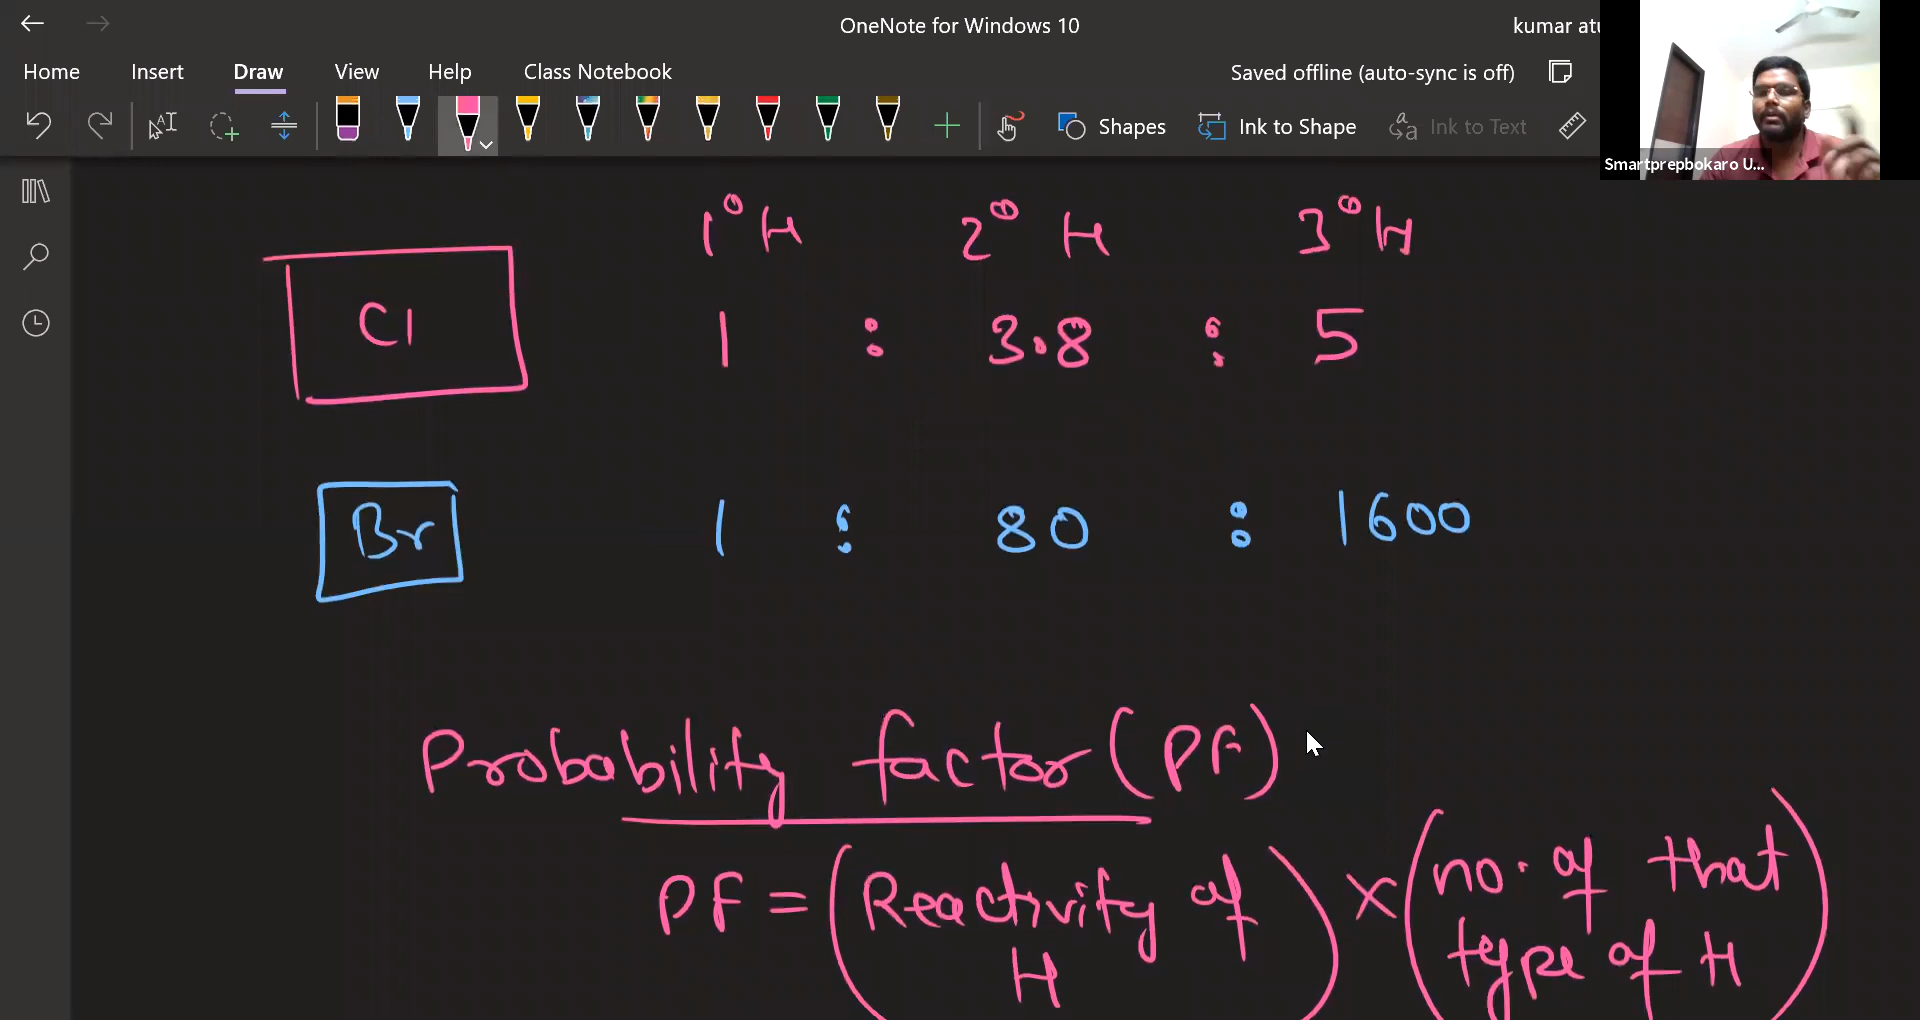 OneNote for Windows 10
kumar atu
Home Insert Draw View Help Class Notebook
Saved offline (auto-sync is off)
Shapes Ink to Shape Ink to Text
Smartprepbokaro U...
1° H 2° H 3° H
Cl 1 : 3.8 : 5
Br 1 : 80 : 1600
Probability factor (PF)
PF = (Reactivity of H) × (no. of that type of H)